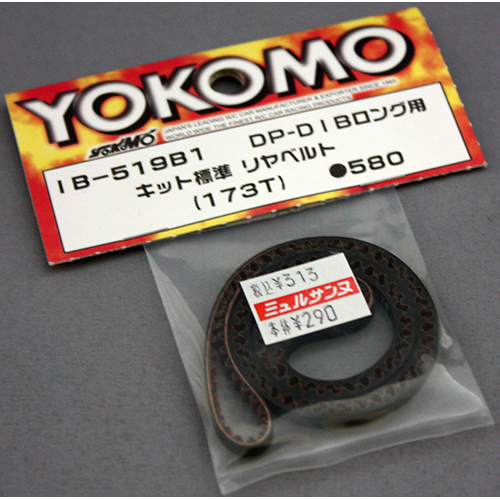 YOKOMO
JAPAN'S LEADING R/C CAR MANUFACTURER & EXPORTER SINCE 1965
WORLD WIDE THE FINEST R/C CAR RACING PRODUCTS
YOKOMO
IB-519B1 DP-DIBロング用
キット標準 リヤベルト ●580
(173T)
税込¥313
ミュルサンヌ
本体¥290